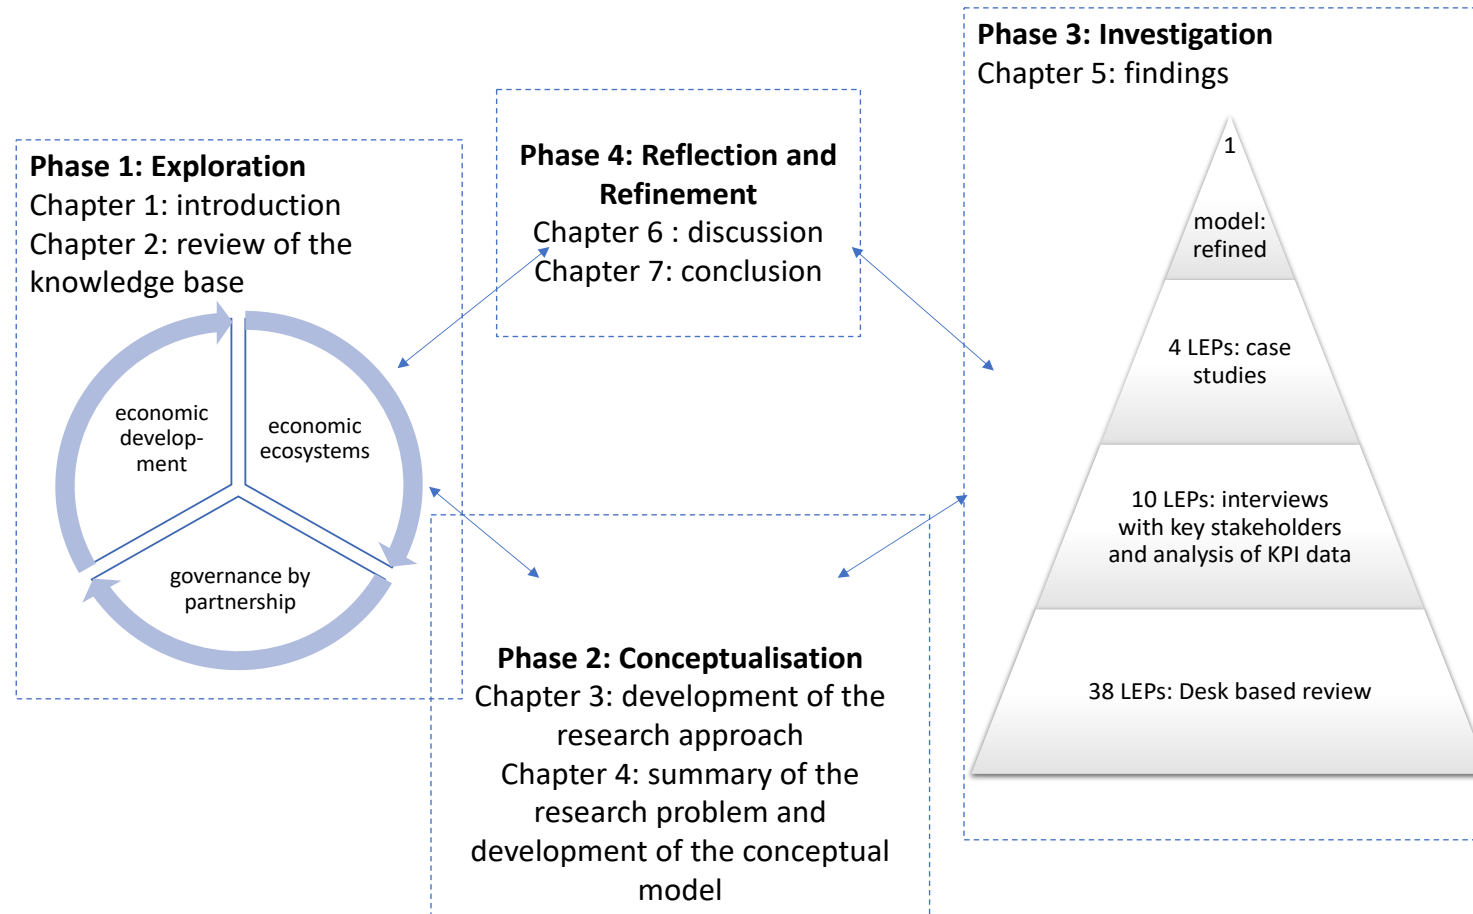 Phase 1: Exploration
Chapter 1: introduction
Chapter 2: review of the
knowledge base
economic
develop-
ment
economic
ecosystems
governance by
partnership
Phase 4: Reflection and
Refinement
Chapter 6 : discussion
Chapter 7: conclusion
Phase 2: Conceptualisation
Chapter 3: development of the
research approach
Chapter 4: summary of the
research problem and
development of the conceptual
model
Phase 3: Investigation
Chapter 5: findings
1
model:
refined
4 LEPs: case
studies
10 LEPs: interviews
with key stakeholders
and analysis of KPI data
38 LEPs: Desk based review